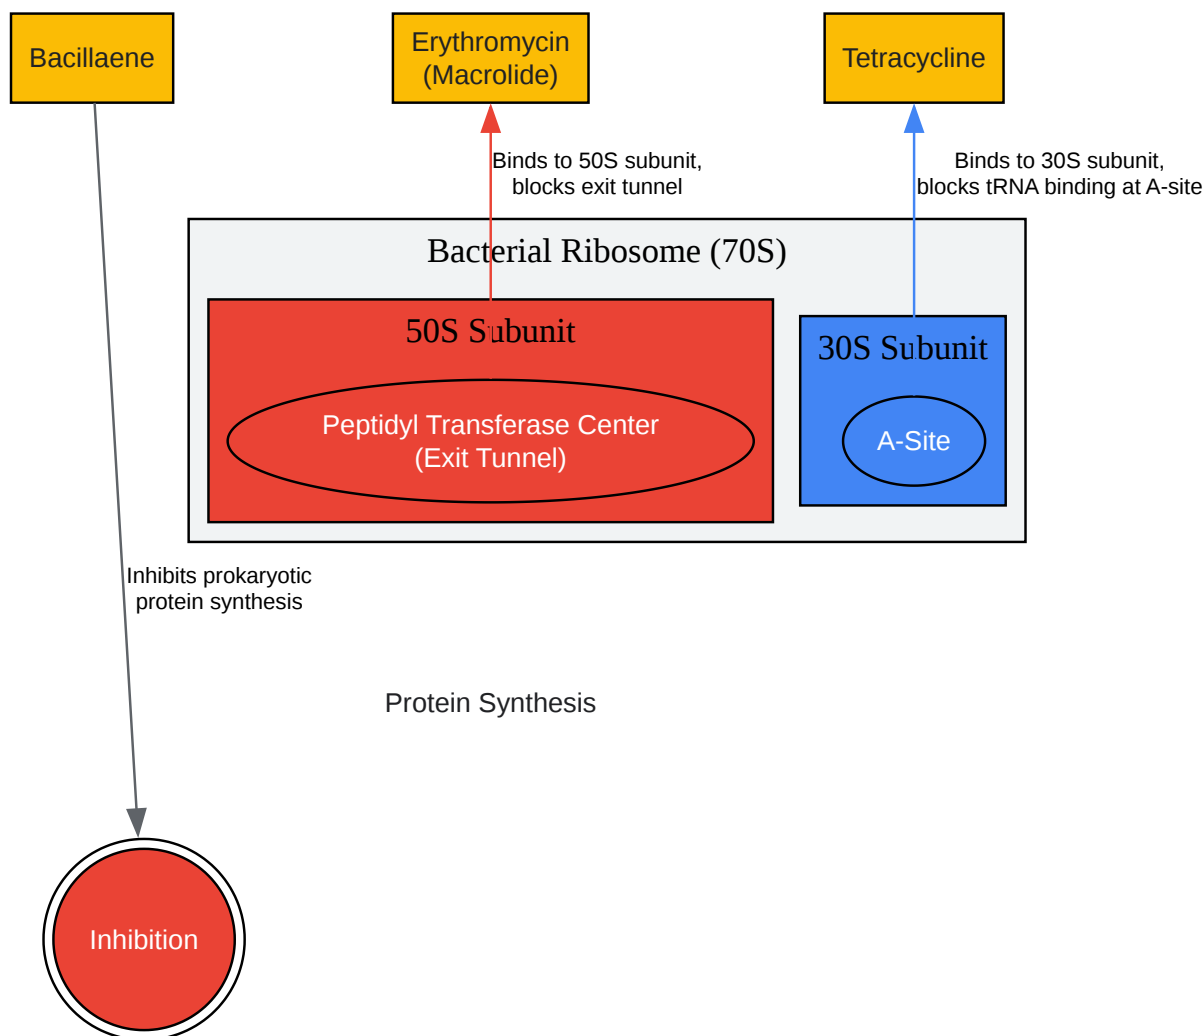 Bacillaene
Erythromycin
(Macrolide)
Tetracycline
Binds to 50S subunit,
blocks exit tunnel
Binds to 30S subunit,
blocks tRNA binding at A-site
Bacterial Ribosome (70S)
50S Subunit
30S Subunit
Peptidyl Transferase Center
(Exit Tunnel)
A-Site
Inhibits prokaryotic
protein synthesis
Protein Synthesis
Inhibition